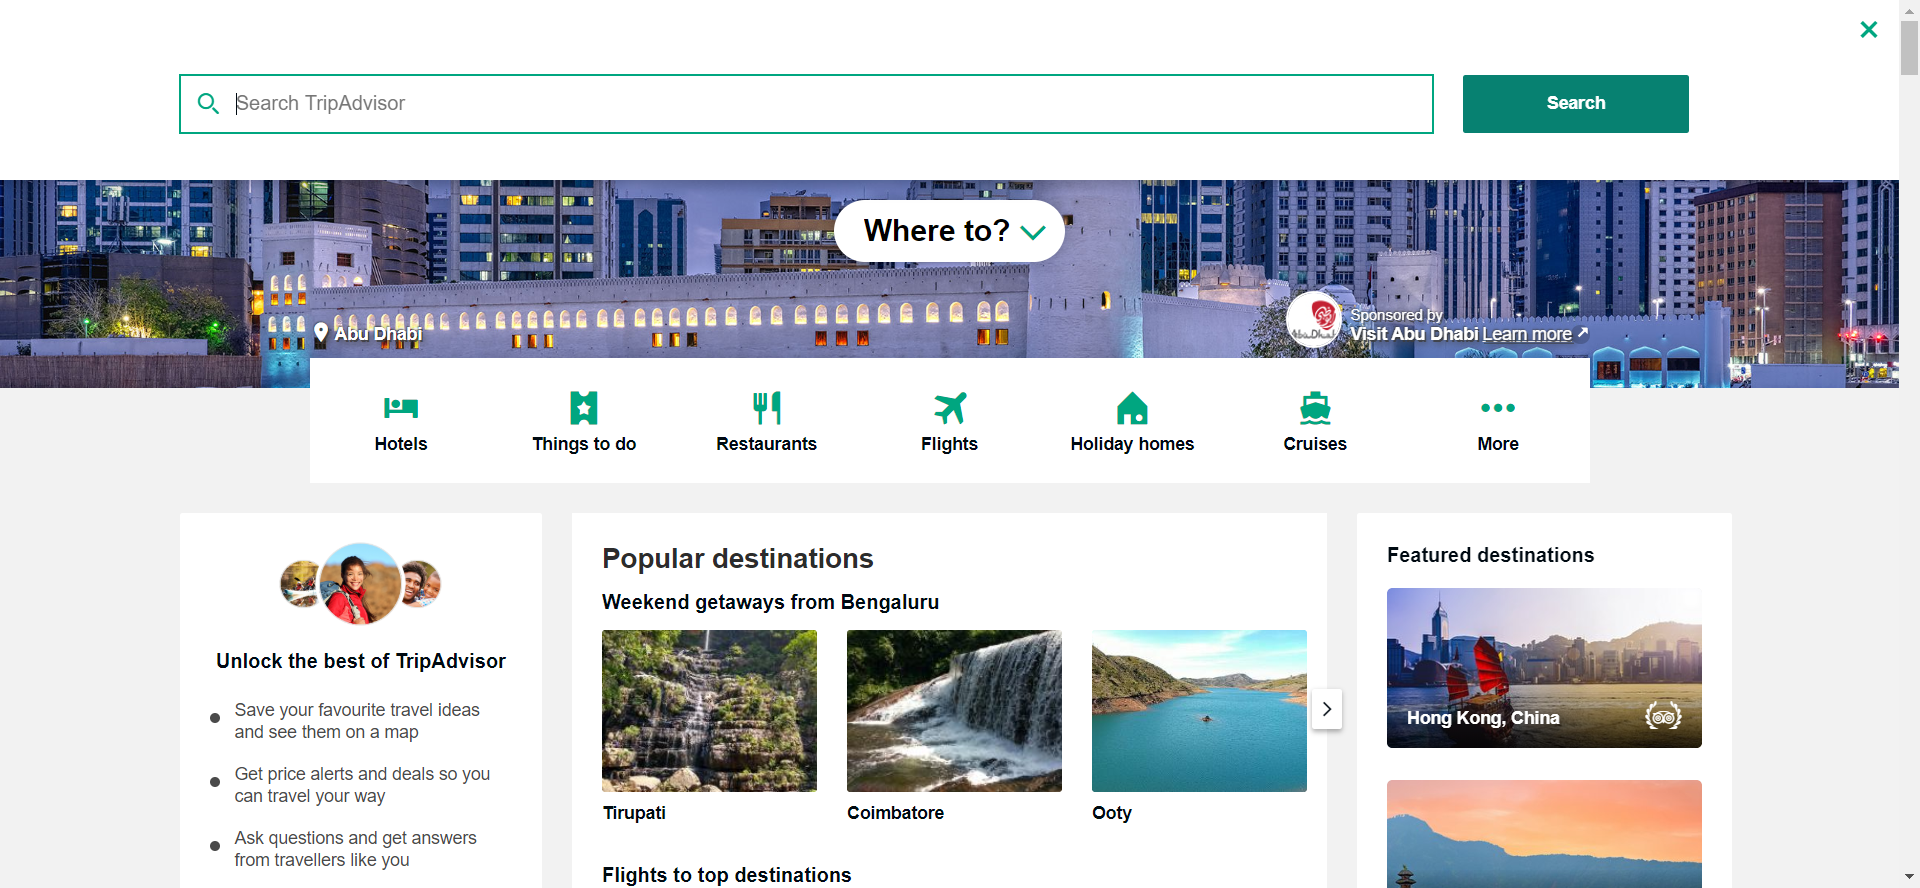 Search TripAdvisor
Search
Where to?
Abu Dhabi
Sponsored by
Visit Abu Dhabi Learn more
Hotels
Things to do
Restaurants
Flights
Holiday homes
Cruises
More
Unlock the best of TripAdvisor
Save your favourite travel ideas
and see them on a map
Get price alerts and deals so you
can travel your way
Ask questions and get answers
from travellers like you
Popular destinations
Weekend getaways from Bengaluru
Tirupati
Coimbatore
Ooty
Flights to top destinations
Featured destinations
Hong Kong, China